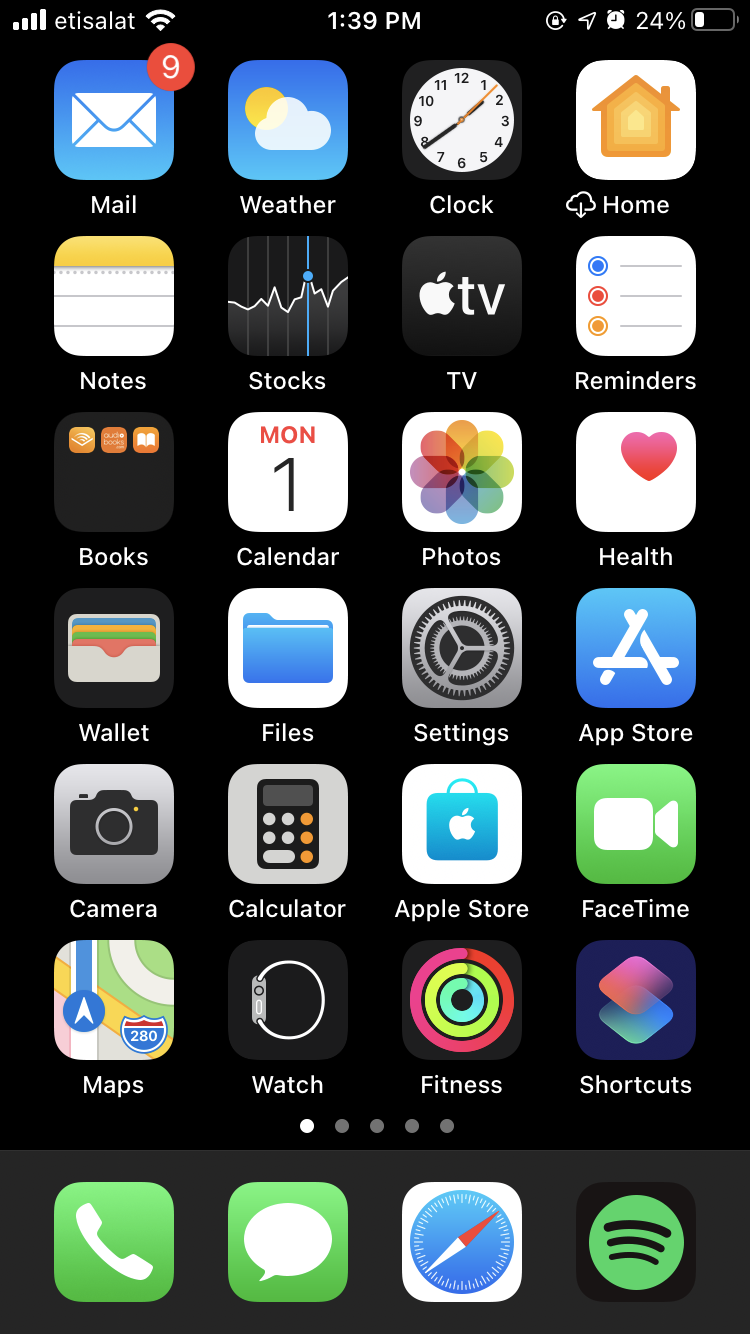 etisalat 1:39 PM 24%
9
12
11 1
10 2
9 3
8 4
7 5
6
Mail Weather Clock Home
tv
Notes Stocks TV Reminders
audio
books
.com
MON
1
Books Calendar Photos Health
Wallet Files Settings App Store
Camera Calculator Apple Store FaceTime
280
Maps Watch Fitness Shortcuts